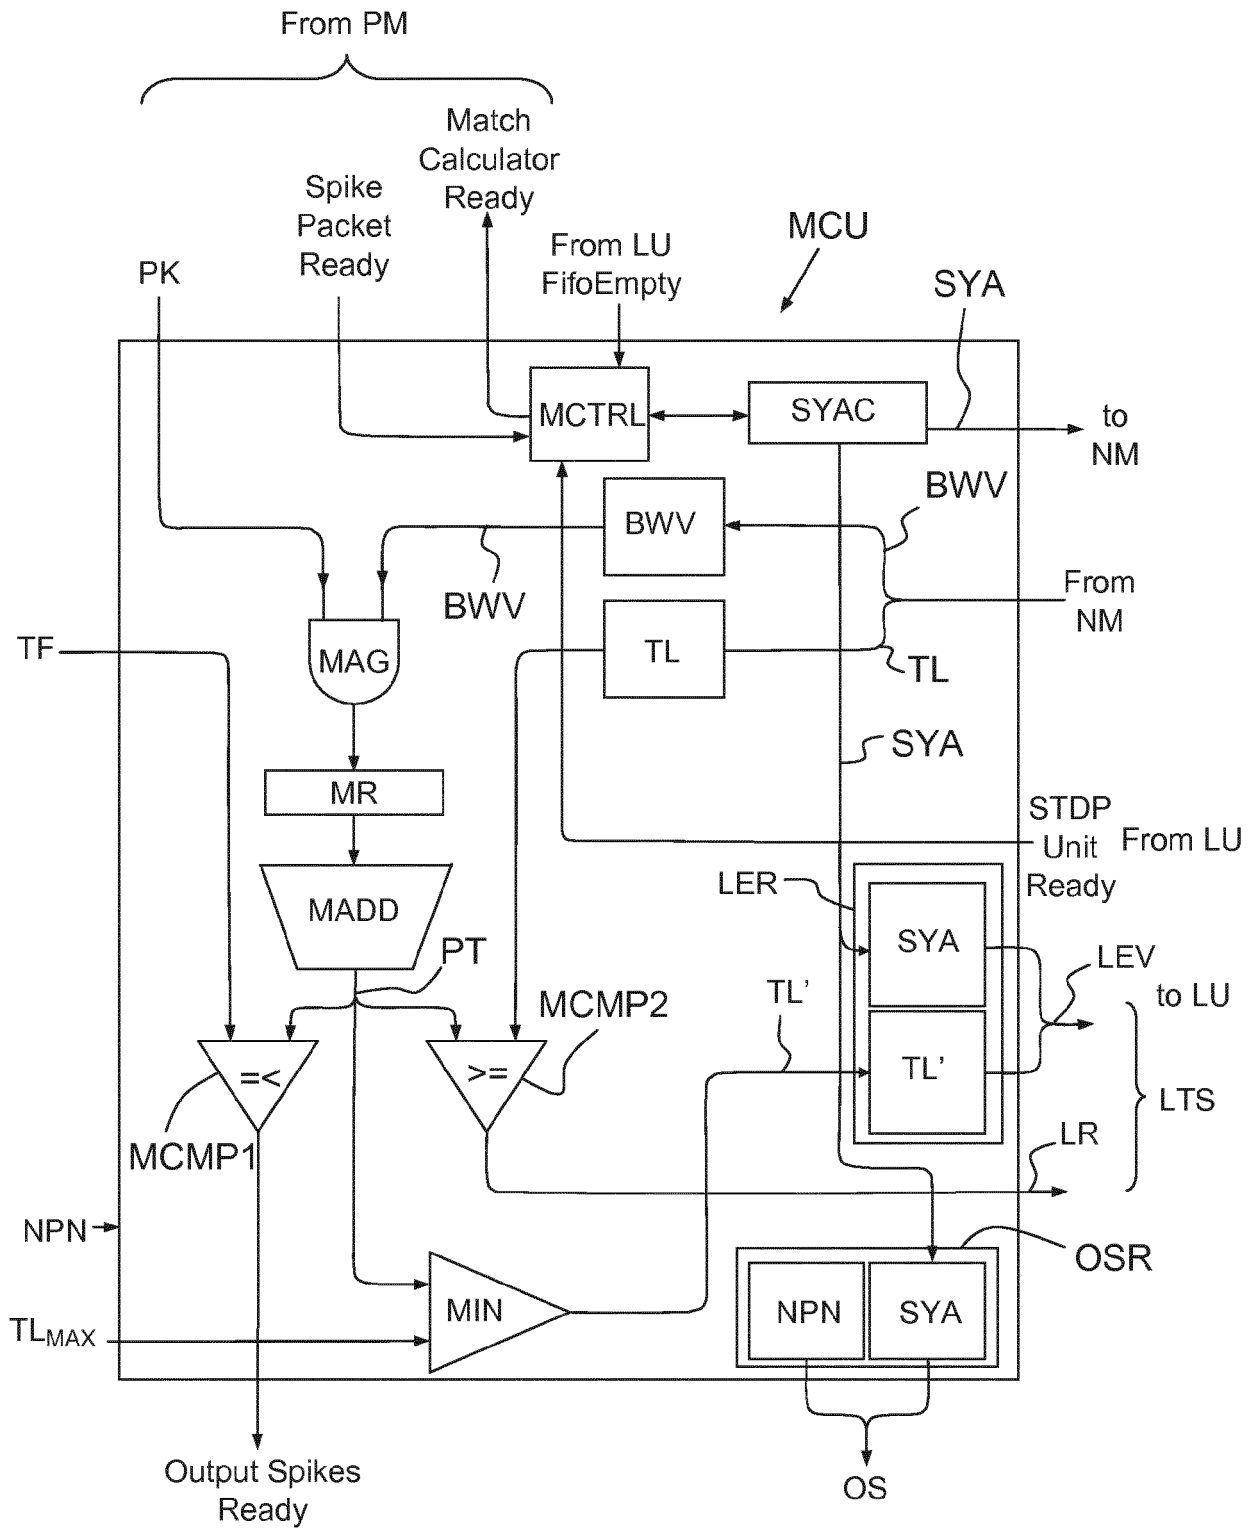 From PM
Match
Calculator
Ready
Spike
Packet
Ready
PK
From LU
FifoEmpty
MCU
SYA
MCTRL
SYAC
to
NM
BWV
BWV
BWV
From
NM
TF
MAG
TL
TL
SYA
MR
STDP
Unit
Ready
From LU
LER
MADD
SYA
PT
LEV
to LU
TL'
MCMP2
=<
>=
TL'
LTS
MCMP1
LR
NPN
OSR
TLMAX
MIN
NPN
SYA
Output Spikes
Ready
OS